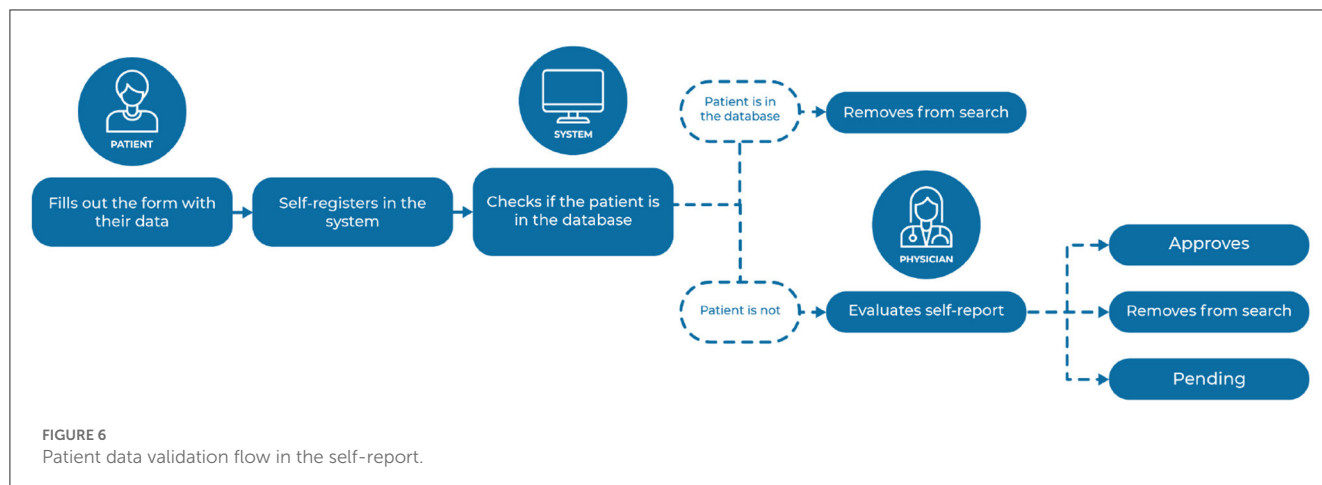 PATIENT
Fills out the form with
their data
Self-registers in the
system
SYSTEM
Checks if the patient is
in the database
Patient is in
the database
Removes from search
Patient is not
PHYSICIAN
Evaluates self-report
Approves
Removes from search
Pending
FIGURE 6
Patient data validation flow in the self-report.